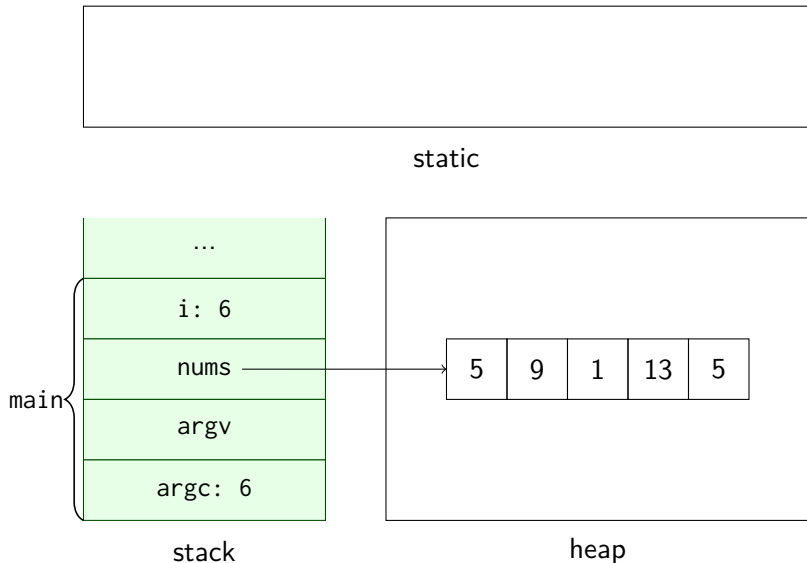 static
...
i: 6
nums
5 9 1 13 5
main
argv
argc: 6
stack
heap